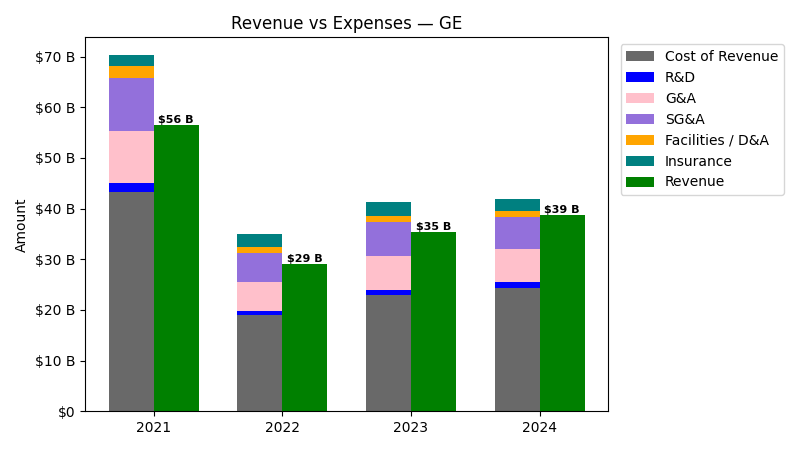 Revenue vs Expenses — GE
$70 B
$60 B
$50 B
$40 B
$30 B
$20 B
$10 B
$0
Amount
$56 B
$29 B
$35 B
$39 B
2021
2022
2023
2024
Cost of Revenue
R&D
G&A
SG&A
Facilities / D&A
Insurance
Revenue